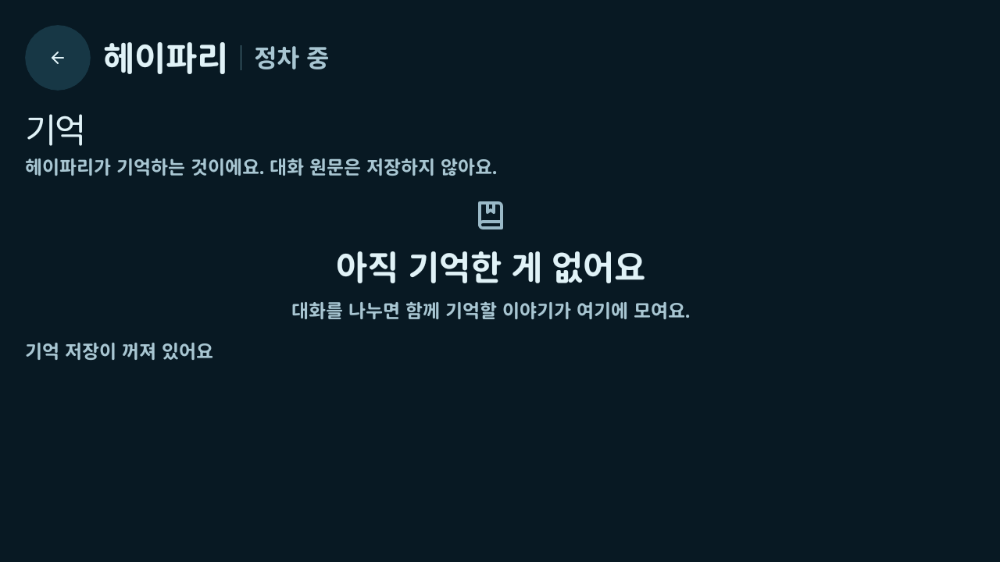 헤이파리
정차 중
기억
헤이파리가 기억하는 것이에요. 대화 원문은 저장하지 않아요.
아직 기억한 게 없어요
대화를 나누면 함께 기억할 이야기가 여기에 모여요.
기억 저장이 꺼져 있어요